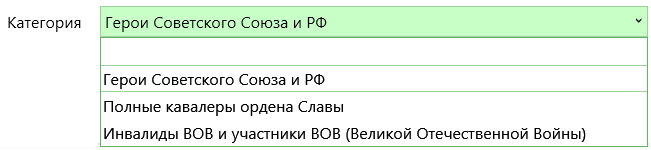 Категория Герои Советского Союза и РФ
Герои Советского Союза и РФ
Полные кавалеры ордена Славы
Инвалиды ВОВ и участники ВОВ (Великой Отечественной Войны)